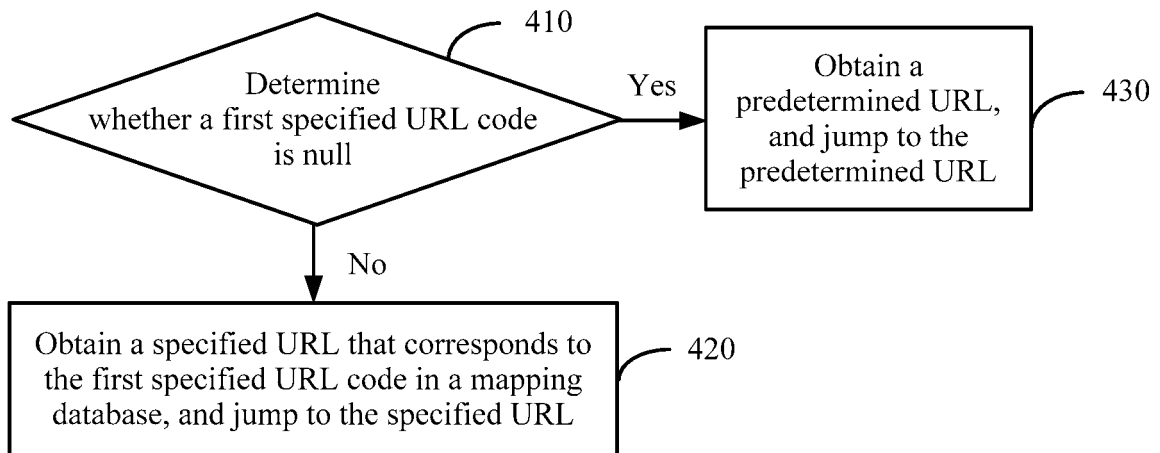 410
Determine
whether a first specified URL code
is null
Yes
Obtain a
predetermined URL,
and jump to the
predetermined URL
430
No
Obtain a specified URL that corresponds to
the first specified URL code in a mapping
database, and jump to the specified URL
420